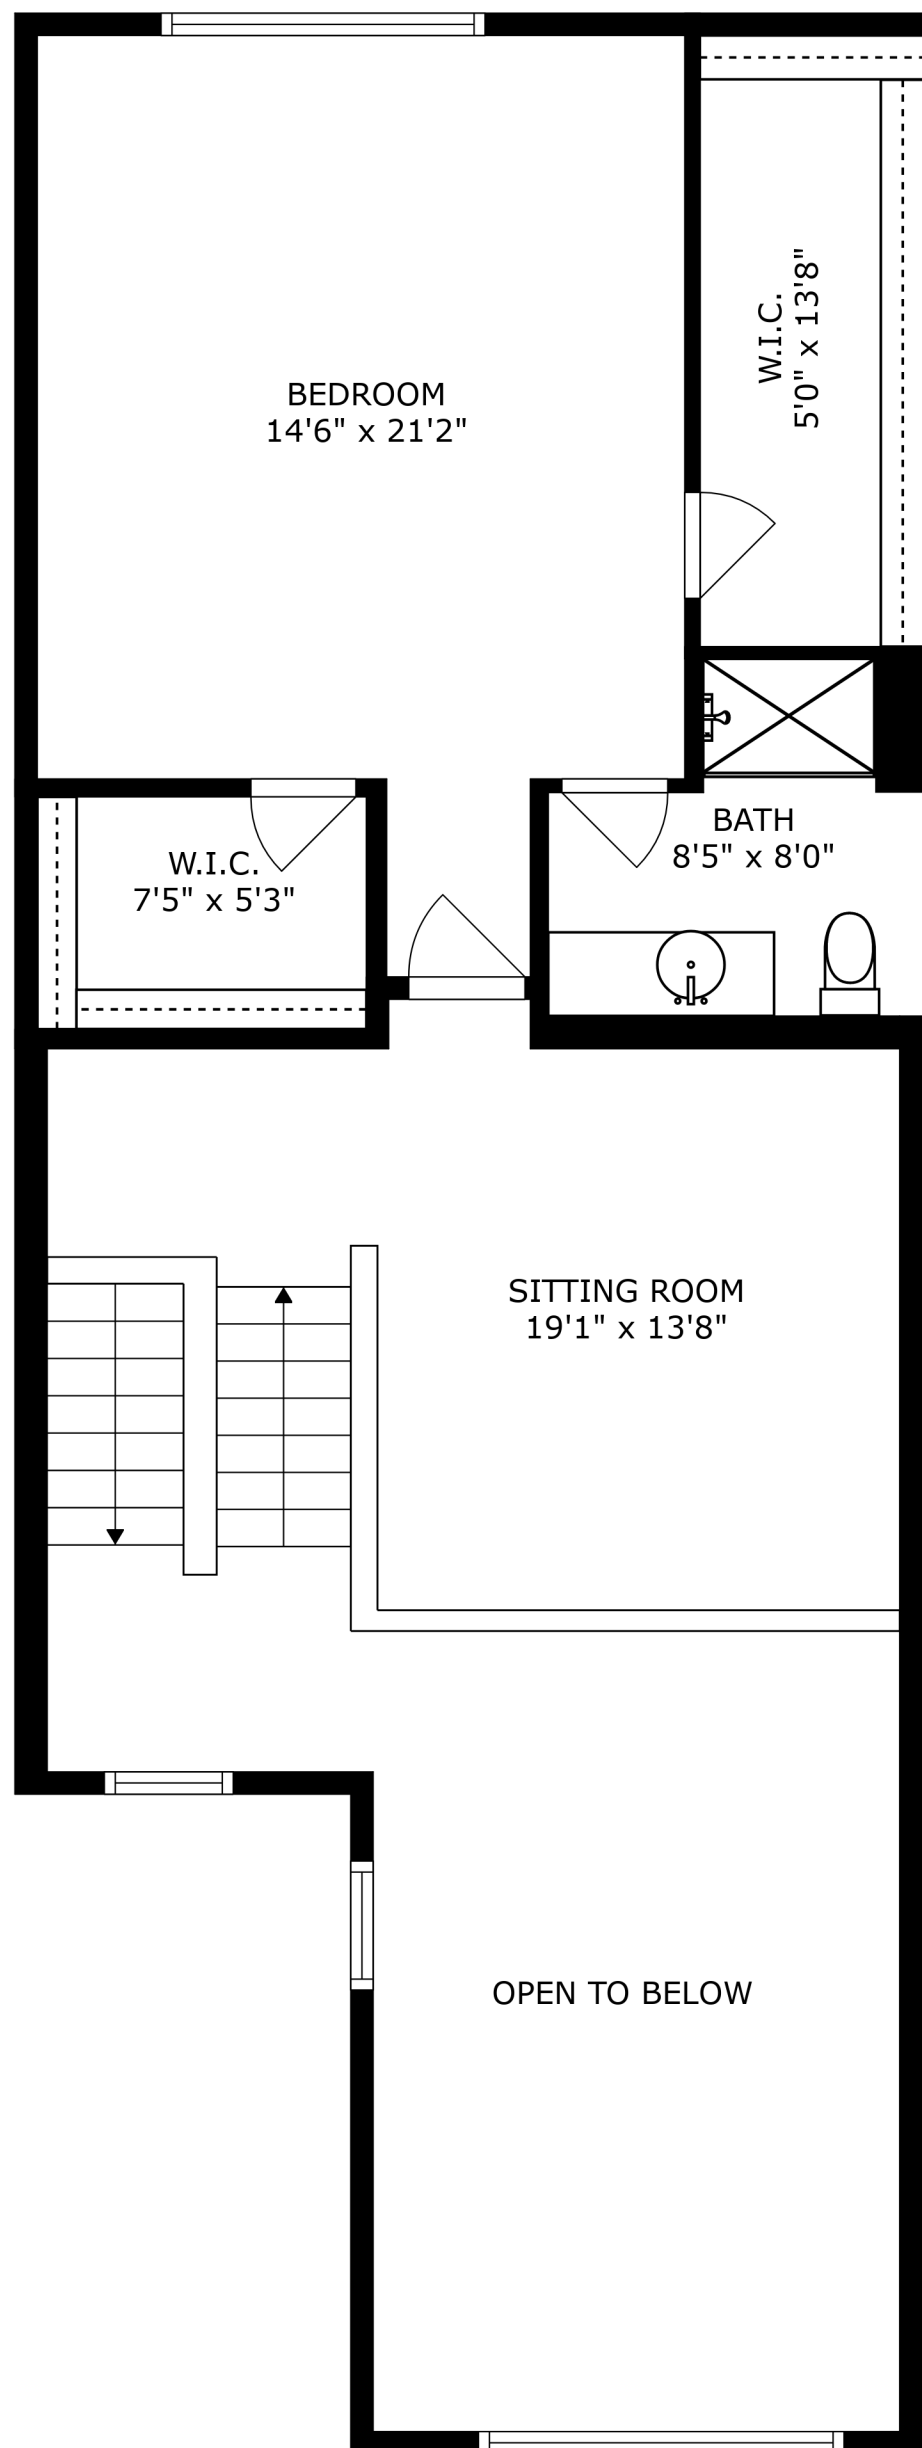 W.I.C.
5'0" x 13'8"
BEDROOM
14'6" x 21'2"
BATH
8'5" x 8'0"
W.I.C.
7'5" x 5'3"
SITTING ROOM
19'1" x 13'8"
OPEN TO BELOW